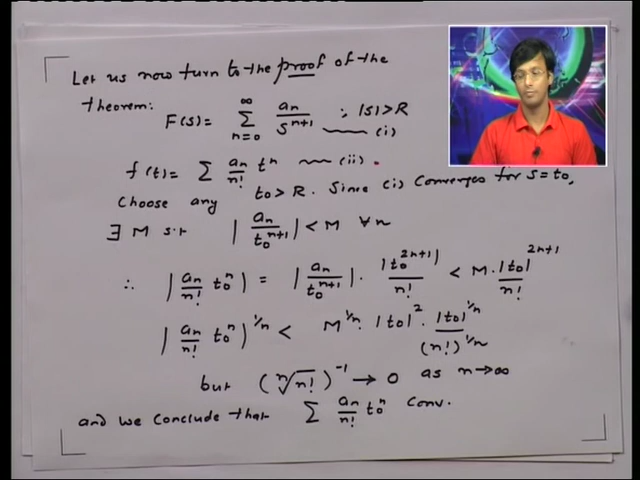 Let us now turn to the proof of the
theorem:
F(s) = ∑_{n=0}^{∞} a_n / s^{n+1} ; |s| > R ~~~ (i)
f(t) = ∑ a_n/n! t^n ~~~ (ii) .
Choose any t_0 > R. Since (i) converges for s = t_0,
∃ M s.t |a_n / t_0^{n+1}| < M ∀ n
∴ |a_n/n! t_0^n| = |a_n / t_0^{n+1}| · |t_0^{2n+1}| / n! < M · |t_0|^{2n+1} / n!
|a_n/n! t_0^n|^{1/n} < M^{1/n} · |t_0|^2 · |t_0|^{1/n} / (n!)^{1/n}
but (ⁿ√n!)^{-1} → 0 as n→∞
and we conclude that ∑ a_n/n! t_0^n conv.